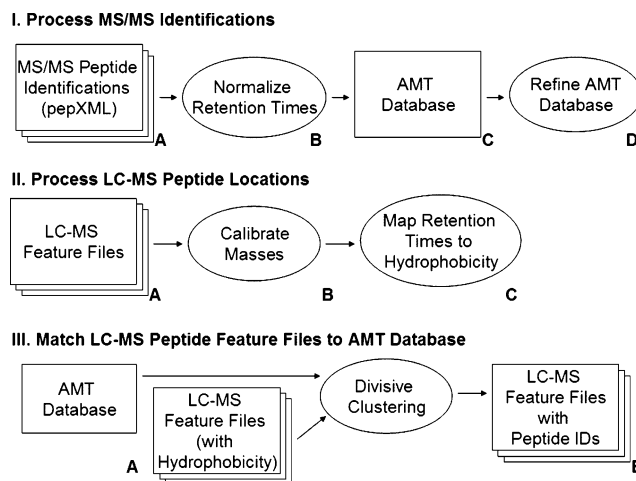 I. Process MS/MS Identifications
MS/MS Peptide
Identifications
(pepXML)
A
Normalize
Retention Times
B
AMT
Database
C
Refine AMT
Database
D
II. Process LC-MS Peptide Locations
LC-MS
Feature Files
A
Calibrate
Masses
B
Map Retention
Times to
Hydrophobicity
C
III. Match LC-MS Peptide Feature Files to AMT Database
AMT
Database
A
LC-MS
Feature Files
(with
Hydrophobicity)
Divisive
Clustering
LC-MS
Feature Files
with
Peptide IDs